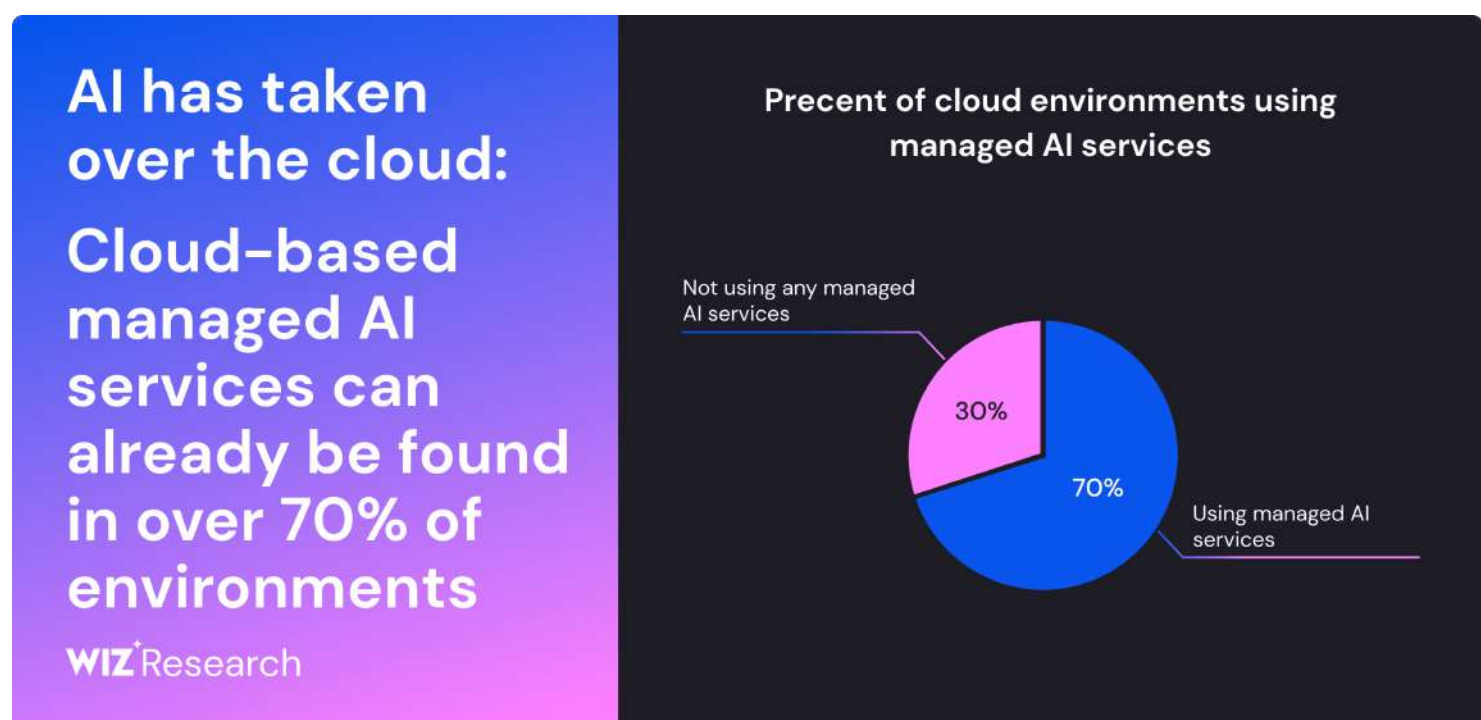 AI has taken
over the cloud:
Cloud-based
managed AI
services can
already be found
in over 70% of
environments
WIZ Research
Precent of cloud environments using
managed AI services
Not using any managed
AI services
30%
70%
Using managed AI
services